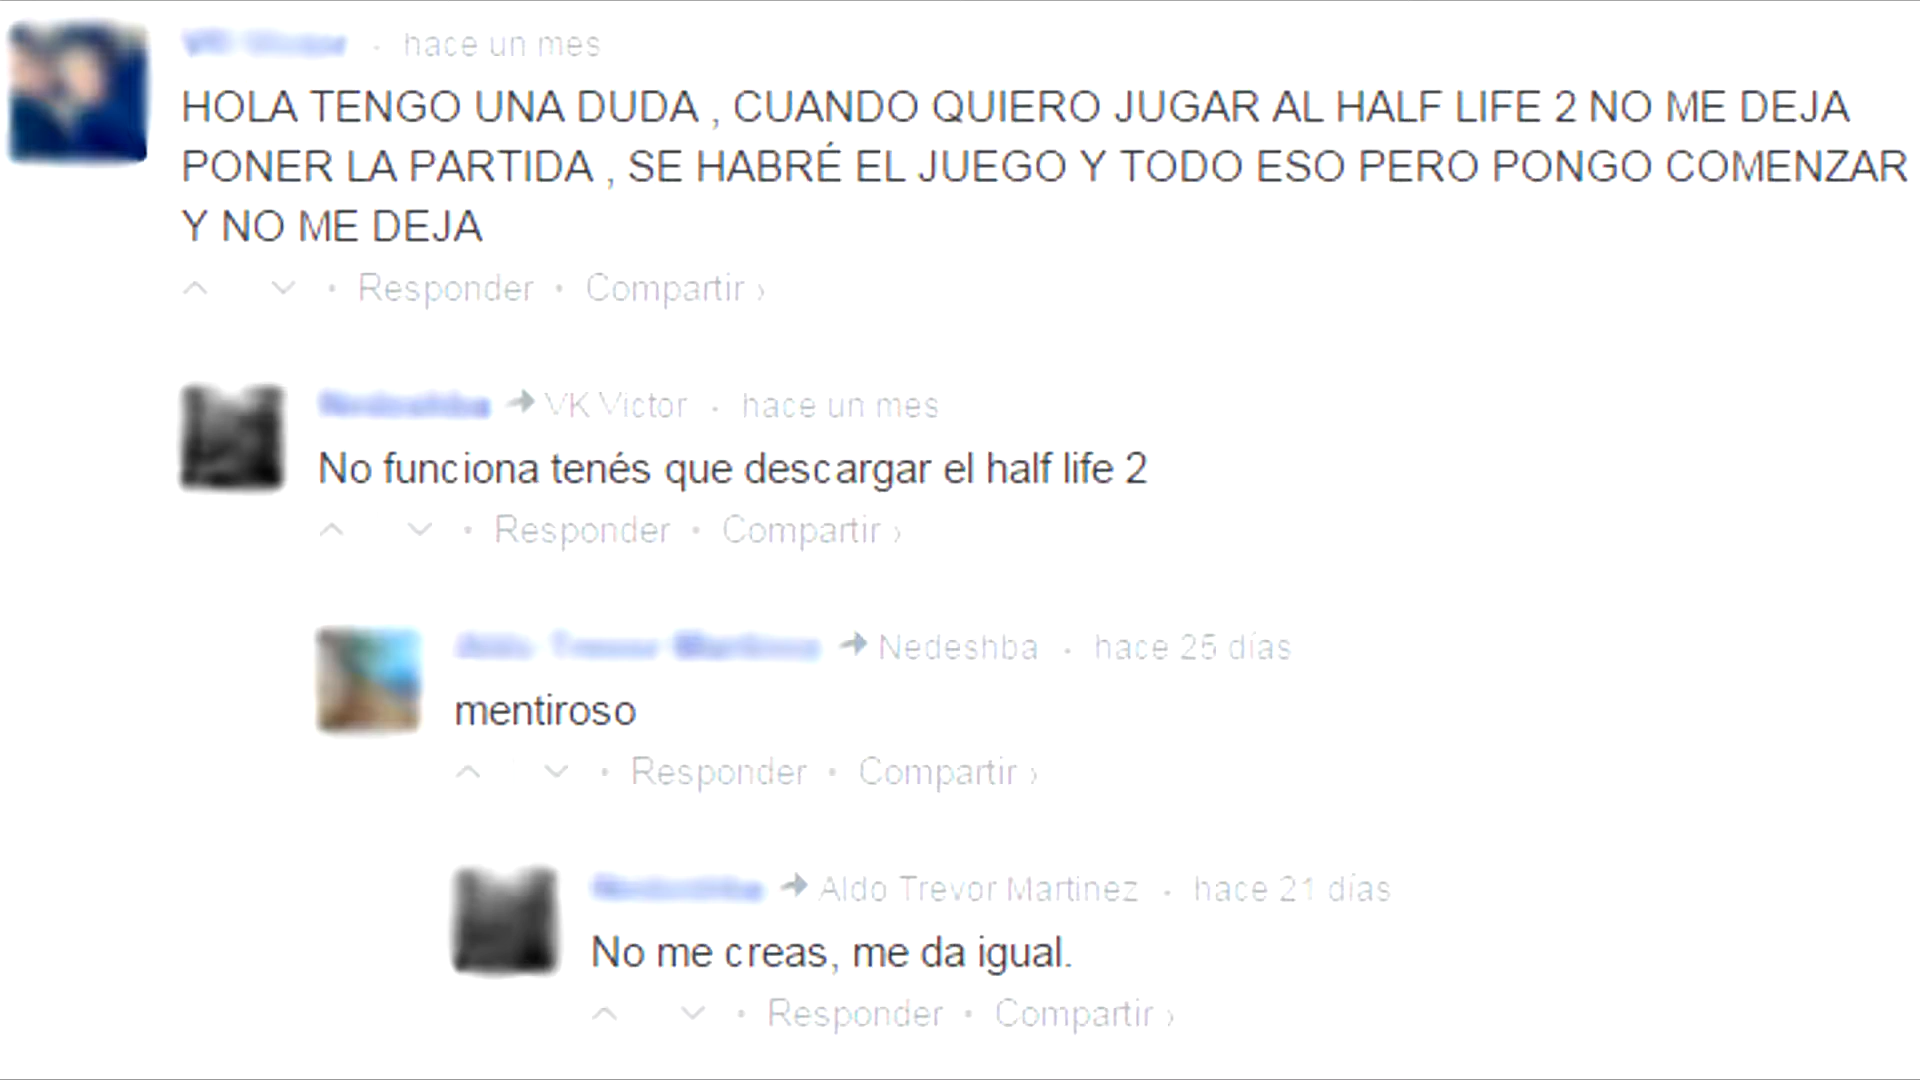 · hace un mes
HOLA TENGO UNA DUDA , CUANDO QUIERO JUGAR AL HALF LIFE 2 NO ME DEJA
PONER LA PARTIDA , SE HABRÉ EL JUEGO Y TODO ESO PERO PONGO COMENZAR
Y NO ME DEJA
• Responder • Compartir ›
→ VK Victor · hace un mes
No funciona tenés que descargar el half life 2
• Responder • Compartir ›
→ Nedeshba · hace 25 días
mentiroso
• Responder • Compartir ›
→ Aldo Trevor Martinez · hace 21 días
No me creas, me da igual.
• Responder • Compartir ›